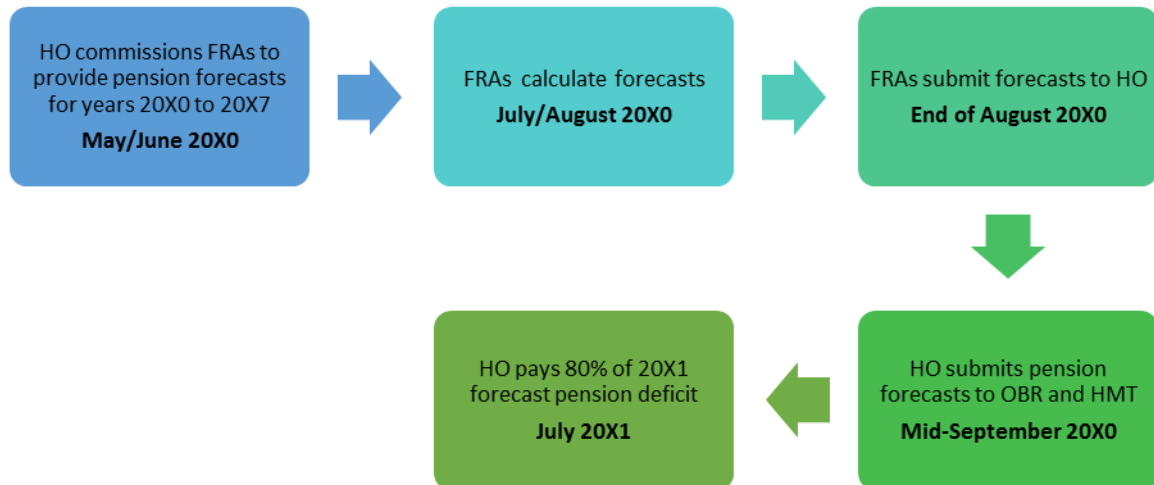 HO commissions FRAs to
provide pension forecasts
for years 20X0 to 20X7
May/June 20X0
FRAs calculate forecasts
July/August 20X0
FRAs submit forecasts to HO
End of August 20X0
HO submits pension
forecasts to OBR and HMT
Mid-September 20X0
HO pays 80% of 20X1
forecast pension deficit
July 20X1